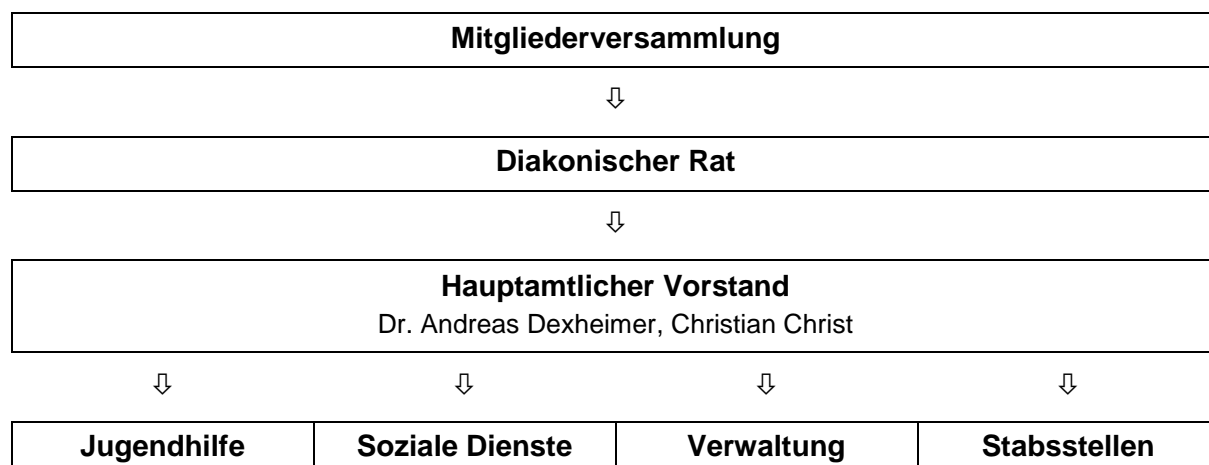 Mitgliederversammlung
⇩
Diakonischer Rat
⇩
Hauptamtlicher Vorstand
Dr. Andreas Dexheimer, Christian Christ
⇩ ⇩ ⇩ ⇩
Jugendhilfe Soziale Dienste Verwaltung Stabsstellen